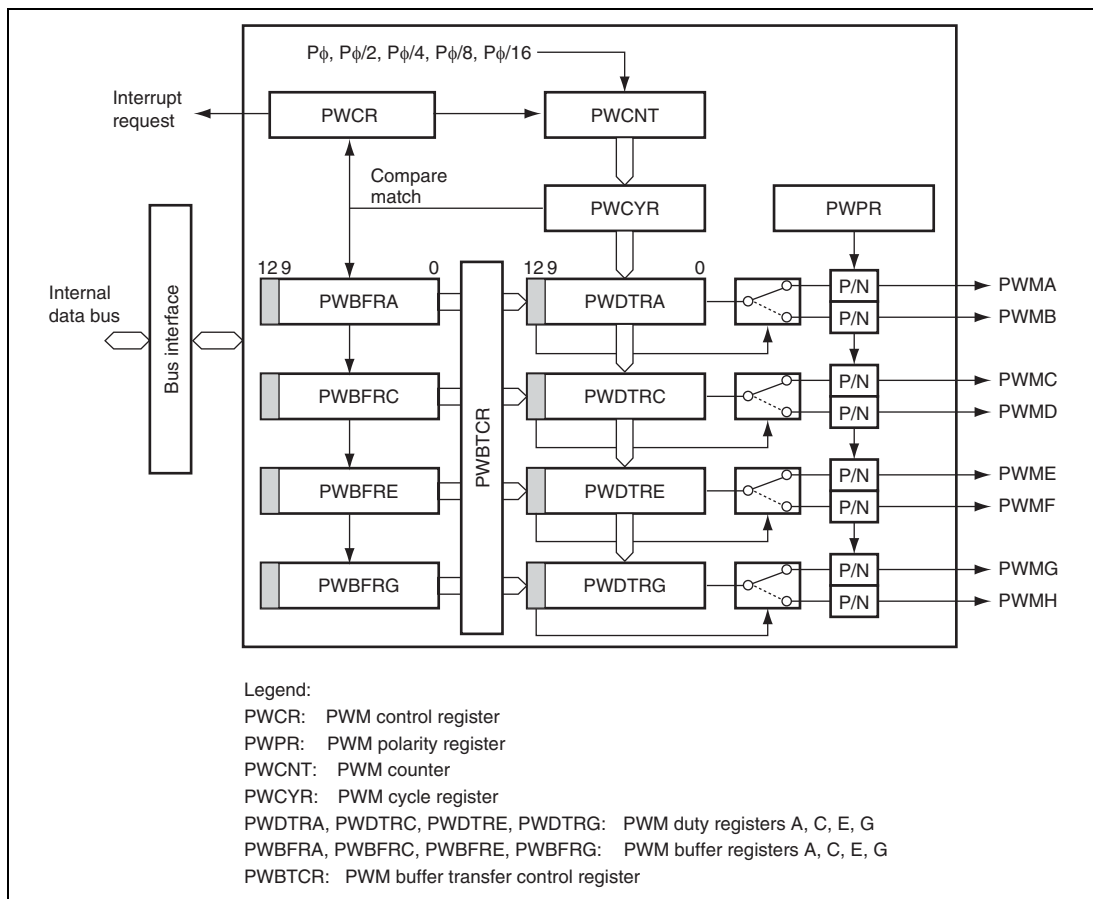 Pϕ, Pϕ/2, Pϕ/4, Pϕ/8, Pϕ/16
Interrupt
request
PWCR
PWCNT
Compare
match
PWCYR
PWPR
12 9
0
12 9
0
Internal
data bus
Bus interface
PWBFRA
PWBTCR
PWDTRA
P/N
PWMA
P/N
PWMB
PWBFRC
PWDTRC
P/N
PWMC
P/N
PWMD
PWBFRE
PWDTRE
P/N
PWME
P/N
PWMF
PWBFRG
PWDTRG
P/N
PWMG
P/N
PWMH
Legend:
PWCR: PWM control register
PWPR: PWM polarity register
PWCNT: PWM counter
PWCYR: PWM cycle register
PWDTRA, PWDTRC, PWDTRE, PWDTRG: PWM duty registers A, C, E, G
PWBFRA, PWBFRC, PWBFRE, PWBFRG: PWM buffer registers A, C, E, G
PWBTCR: PWM buffer transfer control register